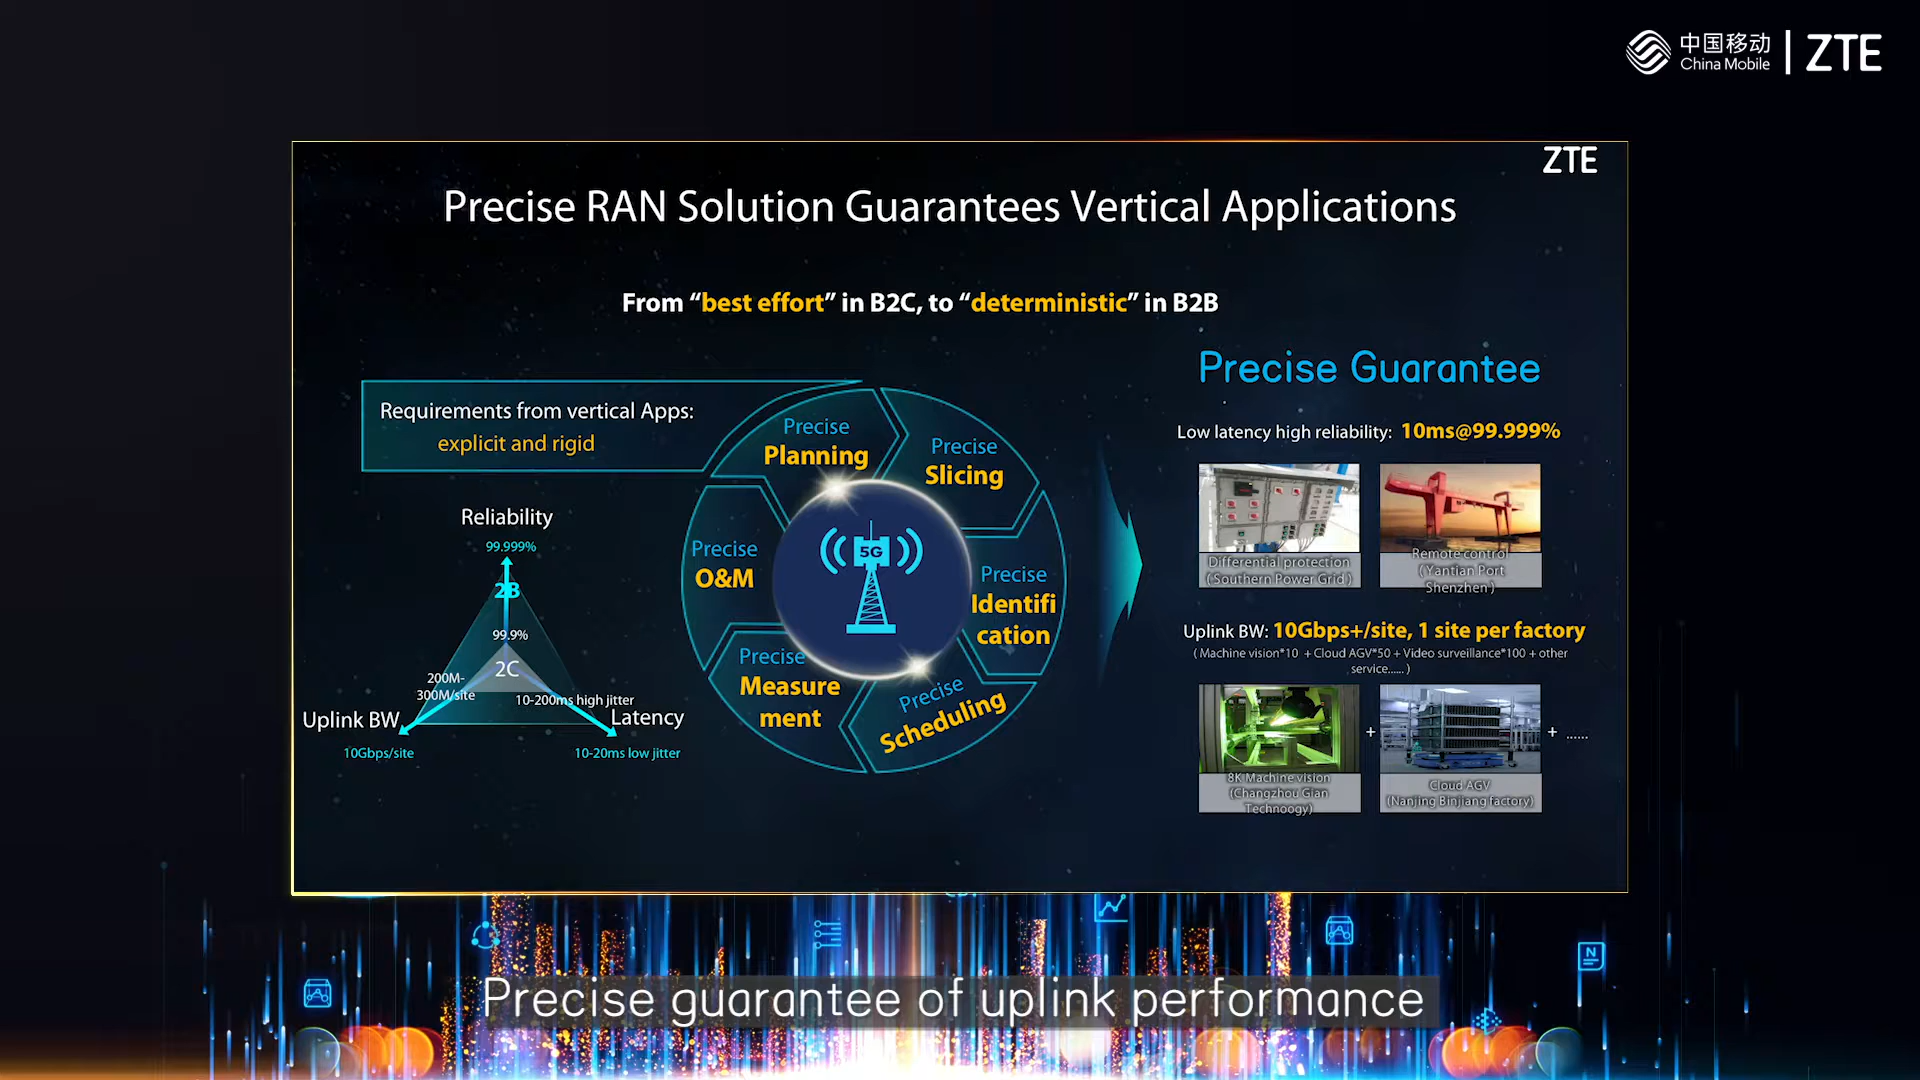 中国移动
China Mobile
ZTE
ZTE
Precise RAN Solution Guarantees Vertical Applications
From “best effort” in B2C, to “deterministic” in B2B
Requirements from vertical Apps:
explicit and rigid
Reliability
99.999%
2B
99.9%
2C
200M-
300M/site
10-200ms high jitter
Uplink BW
Latency
10Gbps/site
10-20ms low jitter
Precise
Planning
Precise
Slicing
Precise
Identifi
cation
Precise
Scheduling
Precise
Measure
ment
Precise
O&M
5G
Precise Guarantee
Low latency high reliability: 10ms@99.999%
Differential protection
(Southern Power Grid)
Remote control
(Yantian Port
Shenzhen)
Uplink BW: 10Gbps+/site, 1 site per factory
(Machine vision*10 + Cloud AGV*50 + Video surveillance*100 + other
service......)
8K Machine vision
(Changzhou Gian
Technoogy)
+
Cloud AGV
(Nanjing Binjiang factory)
+ ......
N
Precise guarantee of uplink performance